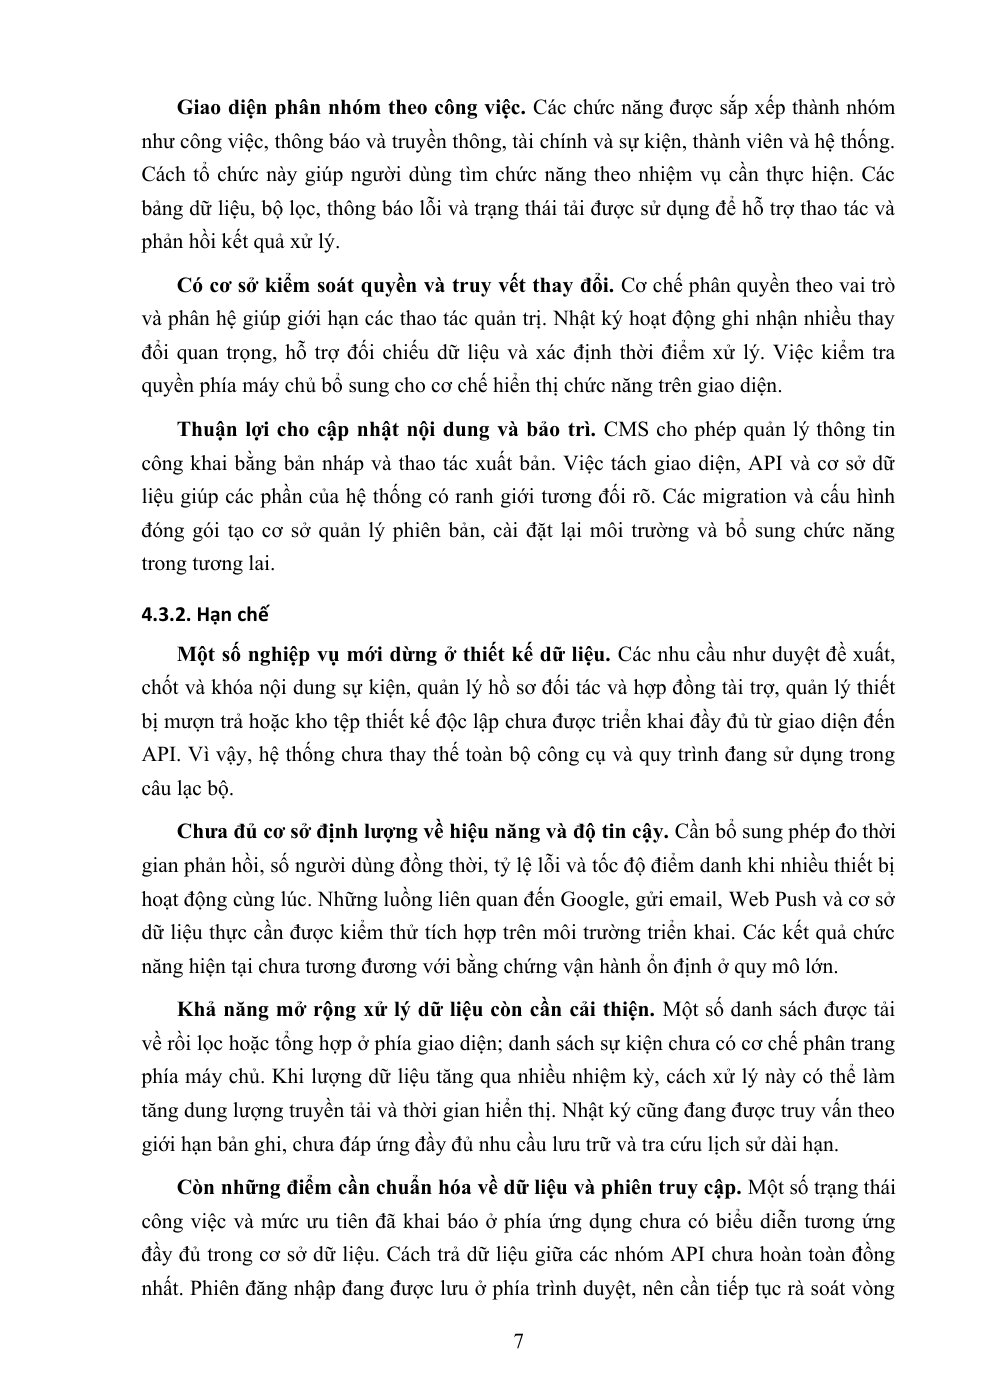 Giao diện phân nhóm theo công việc. Các chức năng được sắp xếp thành nhóm
như công việc, thông báo và truyền thông, tài chính và sự kiện, thành viên và hệ thống.
Cách tổ chức này giúp người dùng tìm chức năng theo nhiệm vụ cần thực hiện. Các
bảng dữ liệu, bộ lọc, thông báo lỗi và trạng thái tải được sử dụng để hỗ trợ thao tác và
phản hồi kết quả xử lý.
Có cơ sở kiểm soát quyền và truy vết thay đổi. Cơ chế phân quyền theo vai trò
và phân hệ giúp giới hạn các thao tác quản trị. Nhật ký hoạt động ghi nhận nhiều thay
đổi quan trọng, hỗ trợ đối chiếu dữ liệu và xác định thời điểm xử lý. Việc kiểm tra
quyền phía máy chủ bổ sung cho cơ chế hiển thị chức năng trên giao diện.
Thuận lợi cho cập nhật nội dung và bảo trì. CMS cho phép quản lý thông tin
công khai bằng bản nháp và thao tác xuất bản. Việc tách giao diện, API và cơ sở dữ
liệu giúp các phần của hệ thống có ranh giới tương đối rõ. Các migration và cấu hình
đóng gói tạo cơ sở quản lý phiên bản, cài đặt lại môi trường và bổ sung chức năng
trong tương lai.
4.3.2. Hạn chế
Một số nghiệp vụ mới dừng ở thiết kế dữ liệu. Các nhu cầu như duyệt đề xuất,
chốt và khóa nội dung sự kiện, quản lý hồ sơ đối tác và hợp đồng tài trợ, quản lý thiết
bị mượn trả hoặc kho tệp thiết kế độc lập chưa được triển khai đầy đủ từ giao diện đến
API. Vì vậy, hệ thống chưa thay thế toàn bộ công cụ và quy trình đang sử dụng trong
câu lạc bộ.
Chưa đủ cơ sở định lượng về hiệu năng và độ tin cậy. Cần bổ sung phép đo thời
gian phản hồi, số người dùng đồng thời, tỷ lệ lỗi và tốc độ điểm danh khi nhiều thiết bị
hoạt động cùng lúc. Những luồng liên quan đến Google, gửi email, Web Push và cơ sở
dữ liệu thực cần được kiểm thử tích hợp trên môi trường triển khai. Các kết quả chức
năng hiện tại chưa tương đương với bằng chứng vận hành ổn định ở quy mô lớn.
Khả năng mở rộng xử lý dữ liệu còn cần cải thiện. Một số danh sách được tải
về rồi lọc hoặc tổng hợp ở phía giao diện; danh sách sự kiện chưa có cơ chế phân trang
phía máy chủ. Khi lượng dữ liệu tăng qua nhiều nhiệm kỳ, cách xử lý này có thể làm
tăng dung lượng truyền tải và thời gian hiển thị. Nhật ký cũng đang được truy vấn theo
giới hạn bản ghi, chưa đáp ứng đầy đủ nhu cầu lưu trữ và tra cứu lịch sử dài hạn.
Còn những điểm cần chuẩn hóa về dữ liệu và phiên truy cập. Một số trạng thái
công việc và mức ưu tiên đã khai báo ở phía ứng dụng chưa có biểu diễn tương ứng
đầy đủ trong cơ sở dữ liệu. Cách trả dữ liệu giữa các nhóm API chưa hoàn toàn đồng
nhất. Phiên đăng nhập đang được lưu ở phía trình duyệt, nên cần tiếp tục rà soát vòng
7